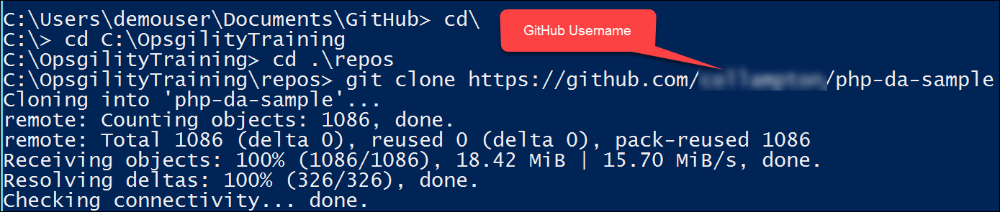 C:\Users\demouser\Documents\GitHub> cd\
GitHub Username
C:\> cd C:\OpsgilityTraining
C:\OpsgilityTraining> cd .\repos
C:\OpsgilityTraining\repos> git clone https://github.com/ /php-da-sample
Cloning into 'php-da-sample'...
remote: Counting objects: 1086, done.
remote: Total 1086 (delta 0), reused 0 (delta 0), pack-reused 1086
Receiving objects: 100% (1086/1086), 18.42 MiB | 15.70 MiB/s, done.
Resolving deltas: 100% (326/326), done.
Checking connectivity... done.